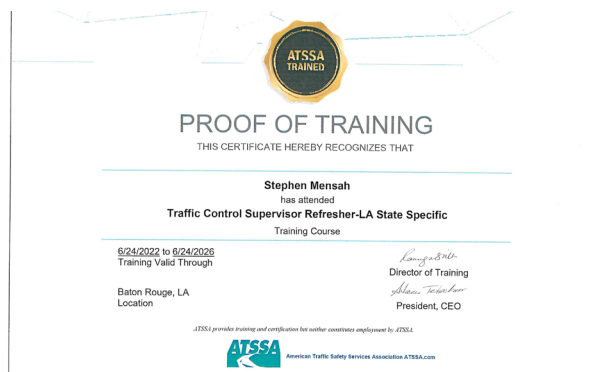 ATSSA
TRAINED
PROOF OF TRAINING
THIS CERTIFICATE HEREBY RECOGNIZES THAT
Stephen Mensah
has attended
Traffic Control Supervisor Refresher-LA State Specific
Training Course
6/24/2022 to 6/24/2026
Training Valid Through
Director of Training
Baton Rouge, LA
Location
President, CEO
ATSSA provides training and certification but neither constitutes employment by ATSSA.
ATSSA
American Traffic Safety Services Association ATSSA.com